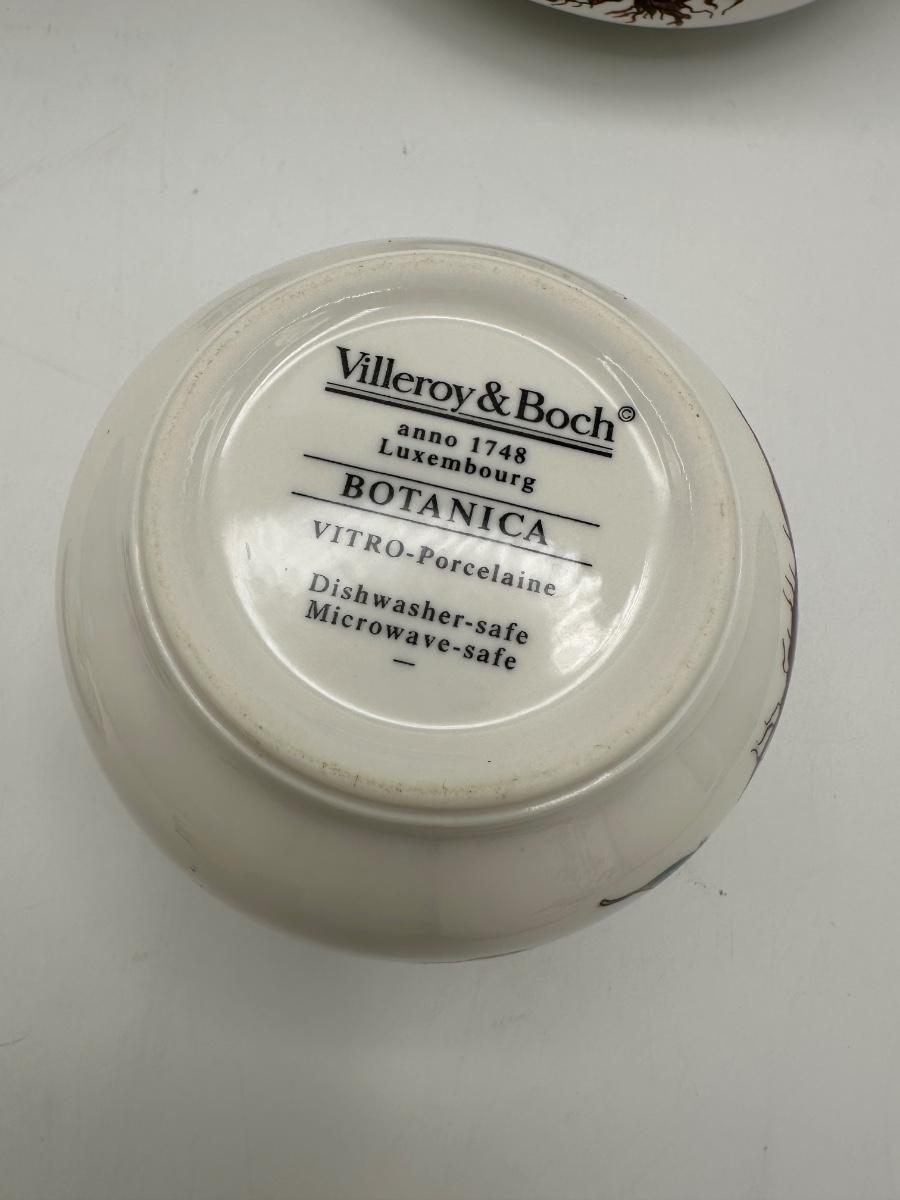 Villeroy & Boch ©
anno 1748
Luxembourg
BOTANICA
VITRO-Porcelaine
Dishwasher-safe
Microwave-safe